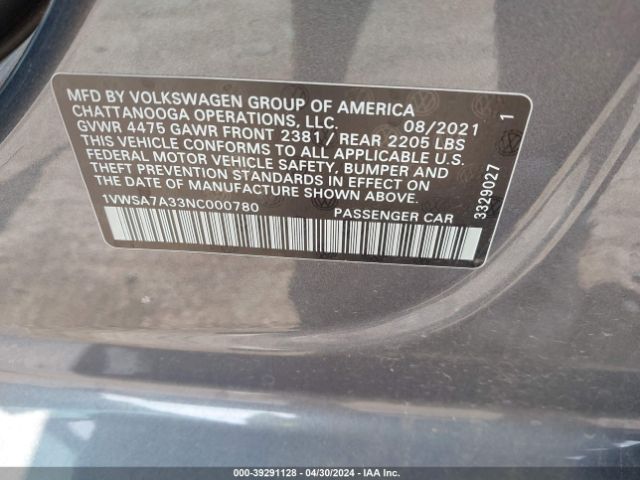 MFD BY VOLKSWAGEN GROUP OF AMERICA
CHATTANOOGA OPERATIONS, LLC. 08/2021 1
GVWR 4475 GAWR FRONT 2381 / REAR 2205 LBS
THIS VEHICLE CONFORMS TO ALL APPLICABLE U.S.
FEDERAL MOTOR VEHICLE SAFETY, BUMPER AND
THEFT PREVENTION STANDARDS IN EFFECT ON
THE DATE OF MANUFACTURE SHOWN ABOVE.
1VWSA7A33NC000780 PASSENGER CAR
3329027
000-39291128 - 04/30/2024 - IAA Inc.